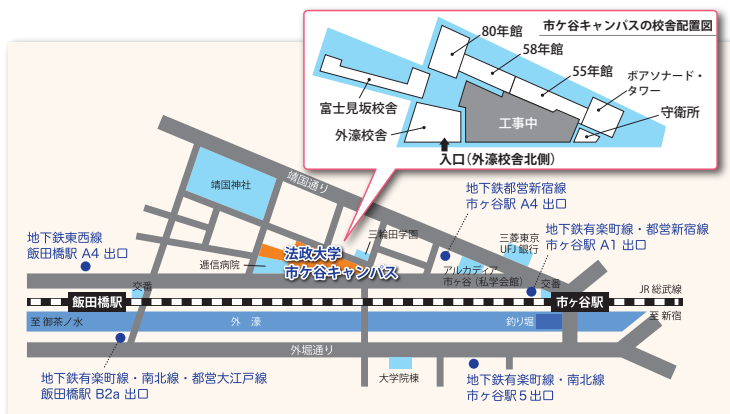 市ケ谷キャンパスの校舎配置図
80年館
58年館
55年館
ボアソナード・
タワー
富士見坂校舎
工事中
守衛所
外濠校舎
入口（外濠校舎北側）
靖国通り
靖国神社
地下鉄都営新宿線
市ヶ谷駅 A4 出口
地下鉄有楽町線・都営新宿線
市ヶ谷駅 A1 出口
三輪田学園
三菱東京
UFJ 銀行
地下鉄東西線
飯田橋駅 A4 出口
法政大学
市ケ谷キャンパス
逓信病院
アルカディア
市ヶ谷（私学会館）
交番
交番
JR 総武線
飯田橋駅
市ヶ谷駅
至 御茶ノ水
外 濠
釣り堀
至 新宿
外堀通り
地下鉄有楽町線・南北線・都営大江戸線
飯田橋駅 B2a 出口
大学院棟
地下鉄有楽町線・南北線
市ヶ谷駅５出口